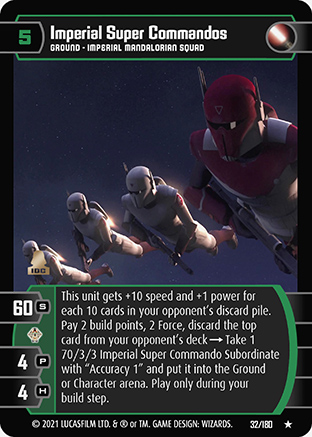 5
Imperial Super Commandos
GROUND - IMPERIAL MANDALORIAN SQUAD
IGC
60 S
4 P
4 H
This unit gets +10 speed and +1 power for
each 10 cards in your opponent's discard pile.
Pay 2 build points, 2 Force, discard the top
card from your opponent's deck → Take 1
70/3/3 Imperial Super Commando Subordinate
with "Accuracy 1" and put it into the Ground
or Character arena. Play only during your
build step.
© 2021 LUCASFILM LTD. & ® or TM. GAME DESIGN: WIZARDS.
32/180 ★